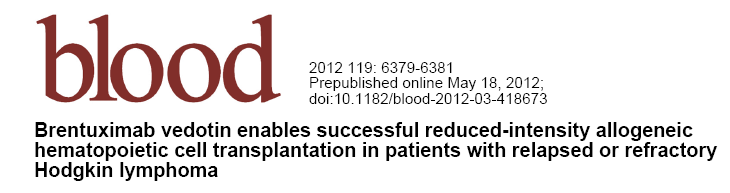 blood
2012 119: 6379-6381
Prepublished online May 18, 2012;
doi:10.1182/blood-2012-03-418673
Brentuximab vedotin enables successful reduced-intensity allogeneic
hematopoietic cell transplantation in patients with relapsed or refractory
Hodgkin lymphoma